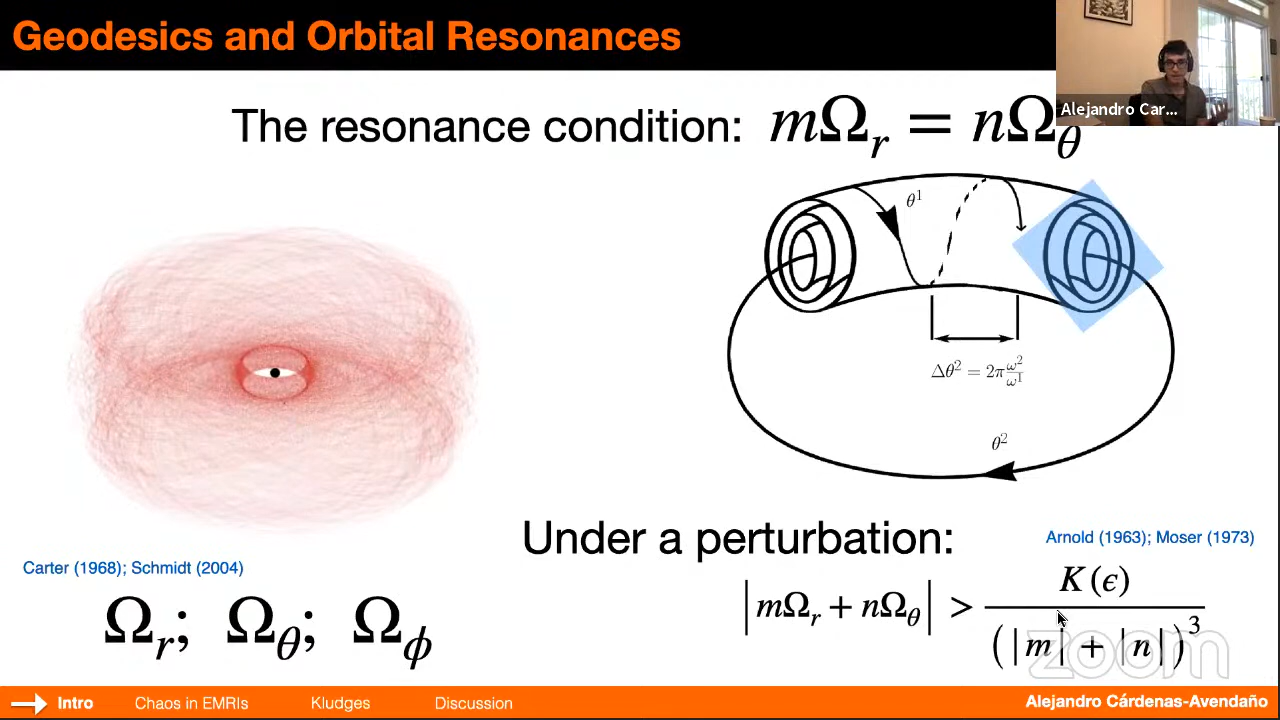 Geodesics and Orbital Resonances
Alejandro Car...
The resonance condition: mΩ_r = nΩ_θ
θ¹
Δθ² = 2π ω²/ω¹
θ²
Under a perturbation:
Arnold (1963); Moser (1973)
Carter (1968); Schmidt (2004)
|mΩ_r + nΩ_θ| > K(ϵ)/(|m| + |n|)³
Ω_r; Ω_θ; Ω_ϕ
zoom
Intro Chaos in EMRIs Kludges Discussion Alejandro Cárdenas-Avendaño